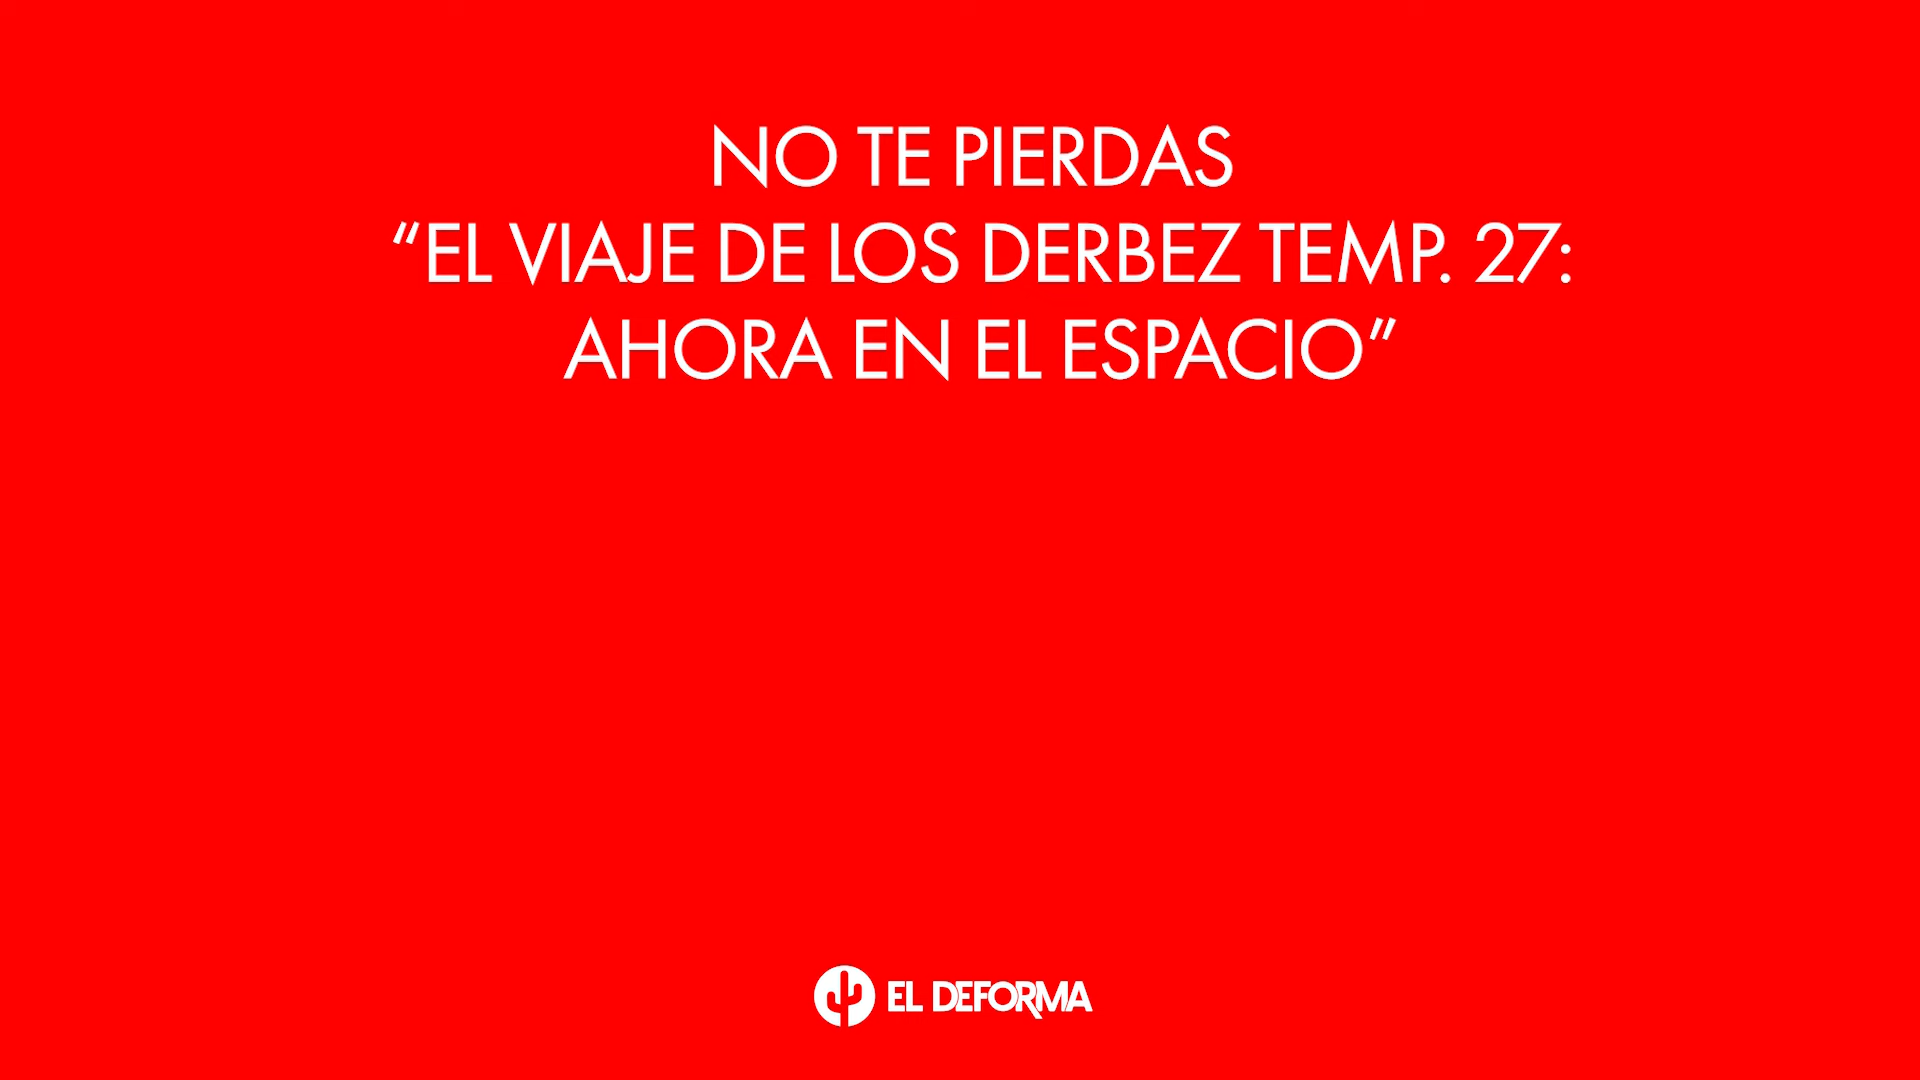 NO TE PIERDAS
“EL VIAJE DE LOS DERBEZ TEMP. 27:
AHORA EN EL ESPACIO”
EL DEFORMA